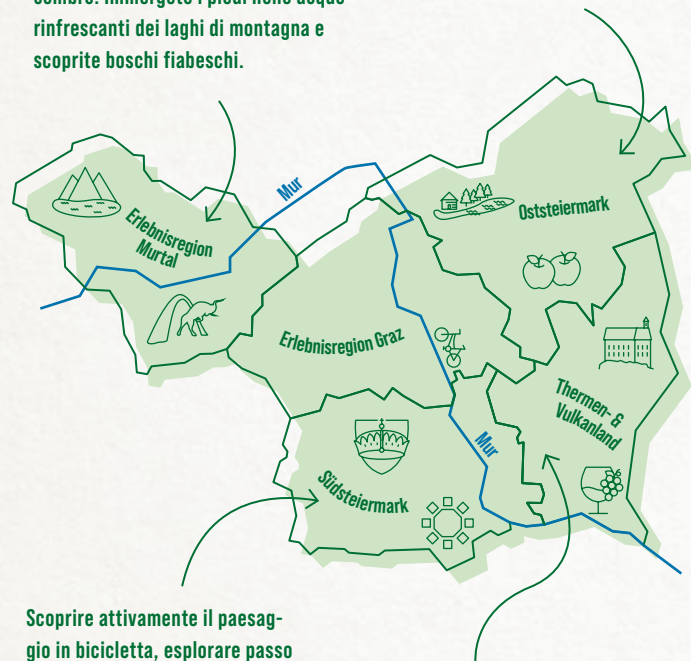 rinfrescanti dei laghi di montagna e
scoprite boschi fiabeschi.
Mur
Erlebnisregion
Murtal
Oststeiermark
Erlebnisregion Graz
Thermen- &
Vulkanland
Mur
Südsteiermark
Scoprire attivamente il paesag-
gio in bicicletta, esplorare passo